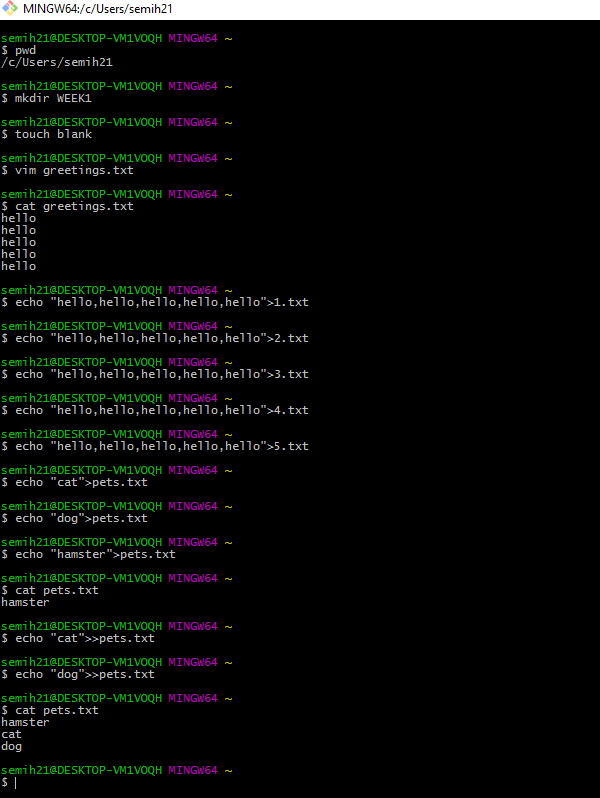 MINGW64:/c/Users/semih21
semih21@DESKTOP-VM1VOQH MINGW64 ~
$ pwd
/c/Users/semih21
semih21@DESKTOP-VM1VOQH MINGW64 ~
$ mkdir WEEK1
semih21@DESKTOP-VM1VOQH MINGW64 ~
$ touch blank
semih21@DESKTOP-VM1VOQH MINGW64 ~
$ vim greetings.txt
semih21@DESKTOP-VM1VOQH MINGW64 ~
$ cat greetings.txt
hello
hello
hello
hello
hello
semih21@DESKTOP-VM1VOQH MINGW64 ~
$ echo "hello,hello,hello,hello,hello">1.txt
semih21@DESKTOP-VM1VOQH MINGW64 ~
$ echo "hello,hello,hello,hello,hello">2.txt
semih21@DESKTOP-VM1VOQH MINGW64 ~
$ echo "hello,hello,hello,hello,hello">3.txt
semih21@DESKTOP-VM1VOQH MINGW64 ~
$ echo "hello,hello,hello,hello,hello">4.txt
semih21@DESKTOP-VM1VOQH MINGW64 ~
$ echo "hello,hello,hello,hello,hello">5.txt
semih21@DESKTOP-VM1VOQH MINGW64 ~
$ echo "cat">pets.txt
semih21@DESKTOP-VM1VOQH MINGW64 ~
$ echo "dog">pets.txt
semih21@DESKTOP-VM1VOQH MINGW64 ~
$ echo "hamster">pets.txt
semih21@DESKTOP-VM1VOQH MINGW64 ~
$ cat pets.txt
hamster
semih21@DESKTOP-VM1VOQH MINGW64 ~
$ echo "cat">>pets.txt
semih21@DESKTOP-VM1VOQH MINGW64 ~
$ echo "dog">>pets.txt
semih21@DESKTOP-VM1VOQH MINGW64 ~
$ cat pets.txt
hamster
cat
dog
semih21@DESKTOP-VM1VOQH MINGW64 ~
$